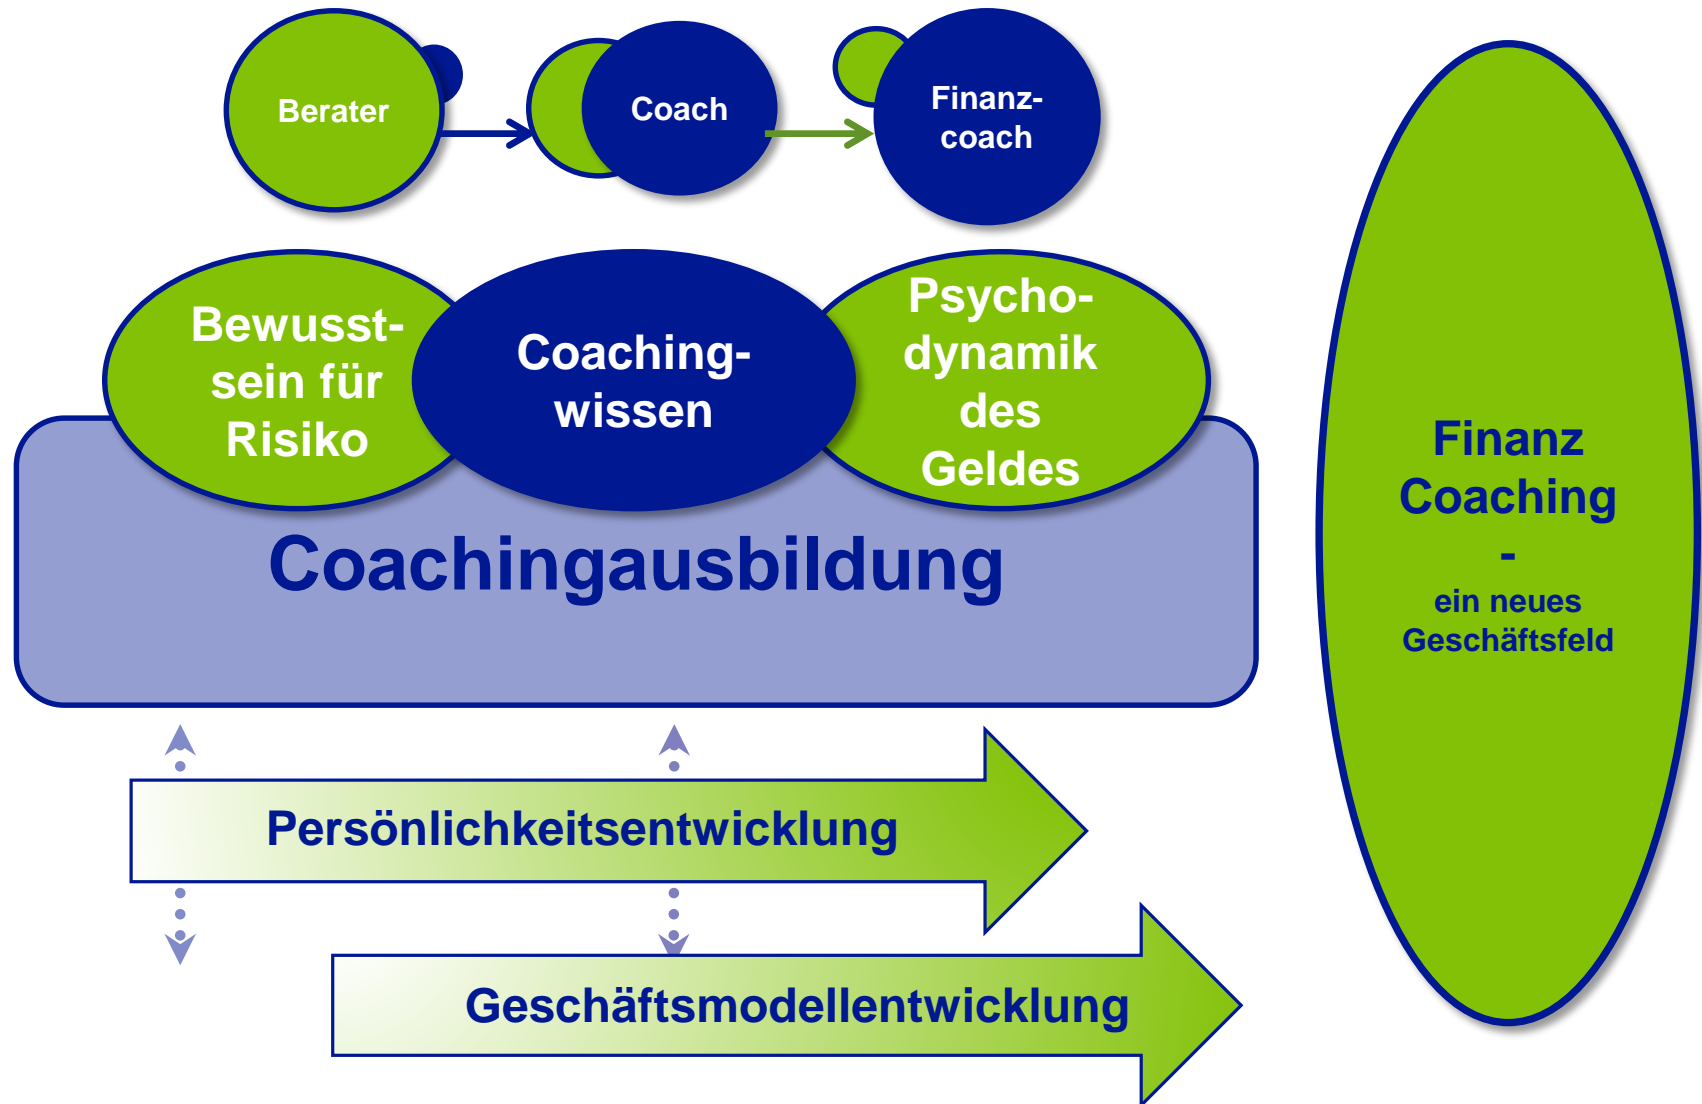 Berater
Coach
Finanz-
coach
Bewusst-
sein für
Risiko
Coaching-
wissen
Psycho-
dynamik
des
Geldes
Coachingausbildung
Persönlichkeitsentwicklung
Geschäftsmodellentwicklung
Finanz
Coaching
-
ein neues
Geschäftsfeld